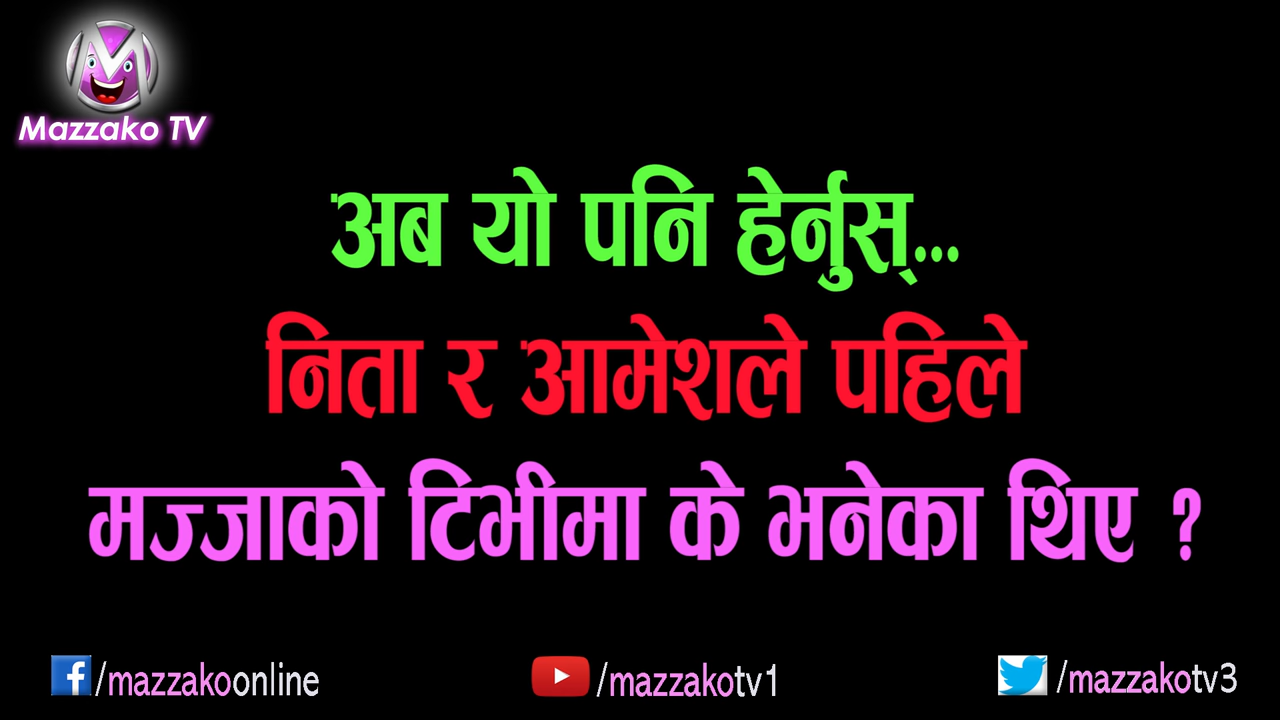 Mazzako TV
अब यो पनि हेर्नुस्...
निता र आमेशले पहिले
मज्जाको टिभीमा के भनेका थिए ?
/mazzakoonline
/mazzakotv1
/mazzakotv3